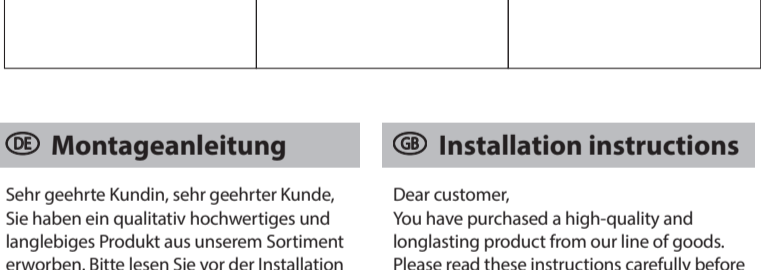 DE Montageanleitung
Sehr geehrte Kundin, sehr geehrter Kunde,
Sie haben ein qualitativ hochwertiges und
langlebiges Produkt aus unserem Sortiment
erworben. Bitte lesen Sie vor der Installation
GB Installation instructions
Dear customer,
You have purchased a high-quality and
longlasting product from our line of goods.
Please read these instructions carefully before